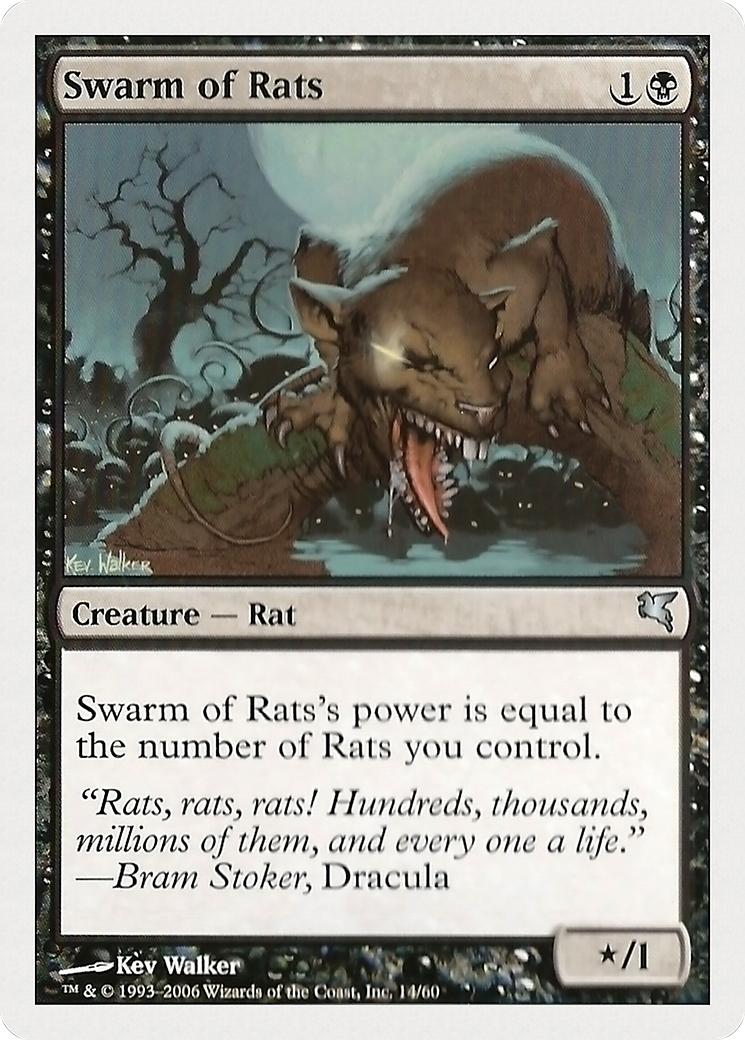 Swarm of Rats 1
Kev Walker
Creature — Rat
Swarm of Rats's power is equal to
the number of Rats you control.
“Rats, rats, rats! Hundreds, thousands,
millions of them, and every one a life.”
—Bram Stoker, Dracula
★/1
Kev Walker
™ & © 1993–2006 Wizards of the Coast, Inc. 14/60